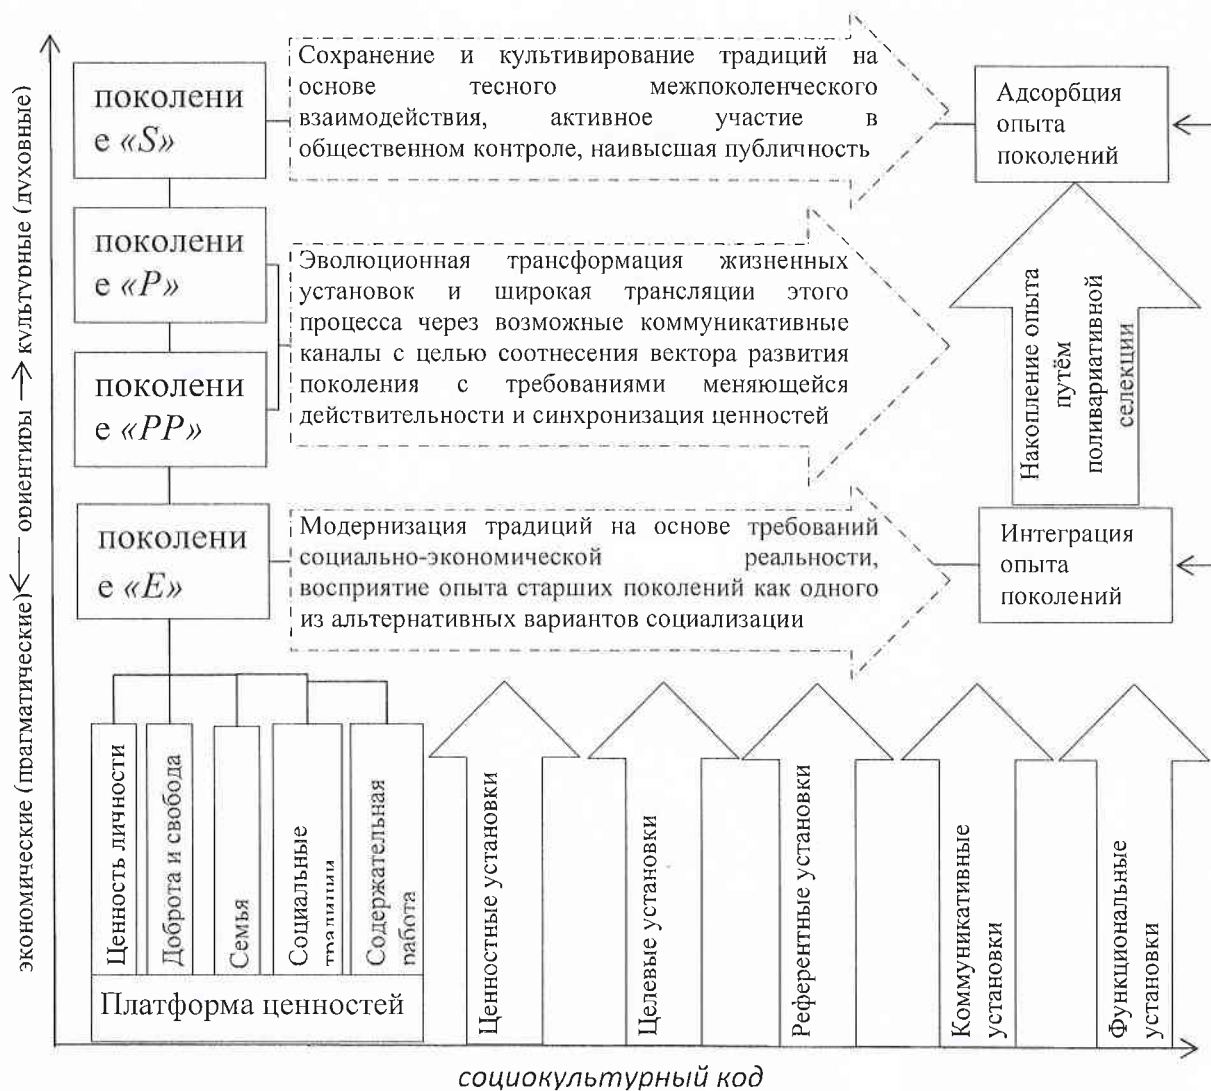 экономические (прагматические) ориентиры культурные (духовные)
поколени
е «S»
Сохранение и культивирование традиций на
основе тесного межпоколенческого
взаимодействия, активное участие в
общественном контроле, наивысшая публичность
Адсорбция
опыта
поколений
поколени
е «P»
поколени
е «PP»
Эволюционная трансформация жизненных
установок и широкая трансляции этого
процесса через возможные коммуникативные
каналы с целью соотнесения вектора развития
поколения с требованиями меняющейся
действительности и синхронизация ценностей
Накопление опыта
путём
поливариативной
селекции
поколени
е «E»
Модернизация традиций на основе требований
социально-экономической реальности,
восприятие опыта старших поколений как одного
из альтернативных вариантов социализации
Интеграция
опыта
поколений
Ценность личности
Доброта и свобода
Семья
Социальные
традиции
Содержательная
работа
Платформа ценностей
Ценностные установки
Целевые установки
Референтные установки
Коммуникативные
установки
Функциональные
установки
социокультурный код